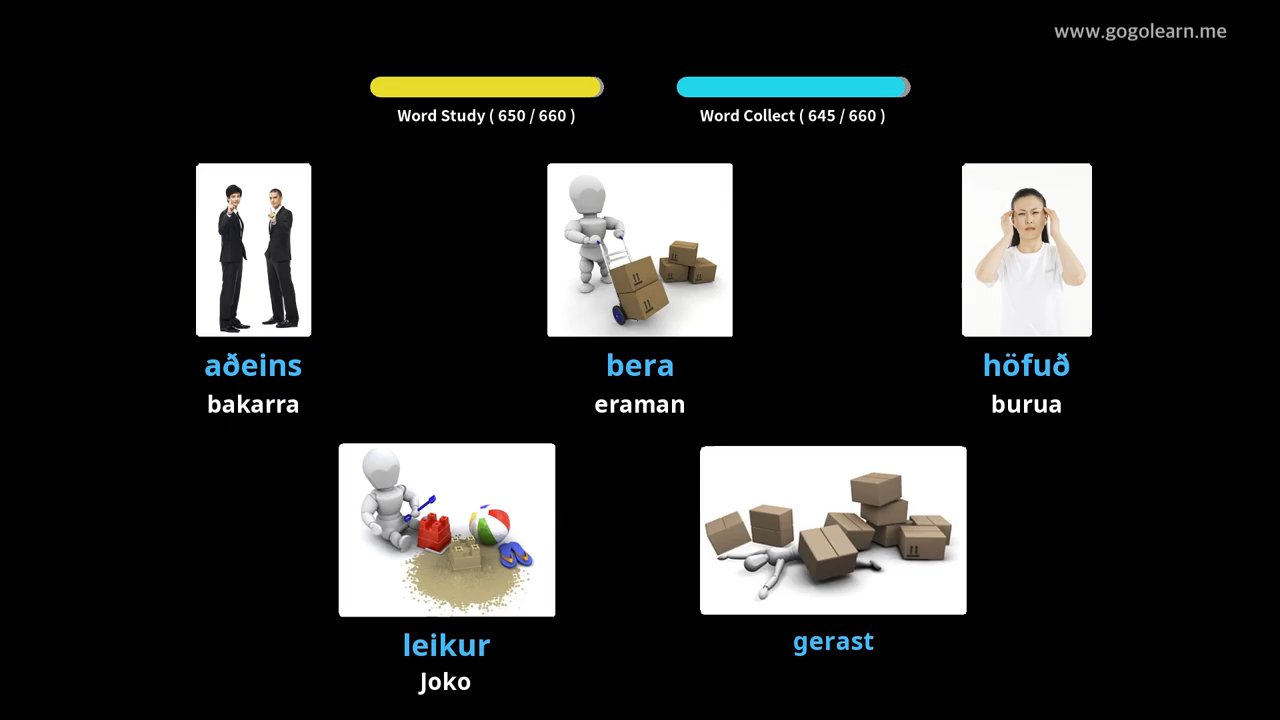 www.gogolearn.me
Word Study ( 650 / 660 )
Word Collect ( 645 / 660 )
aðeins
bakarra
bera
eraman
höfuð
burua
leikur
Joko
gerast